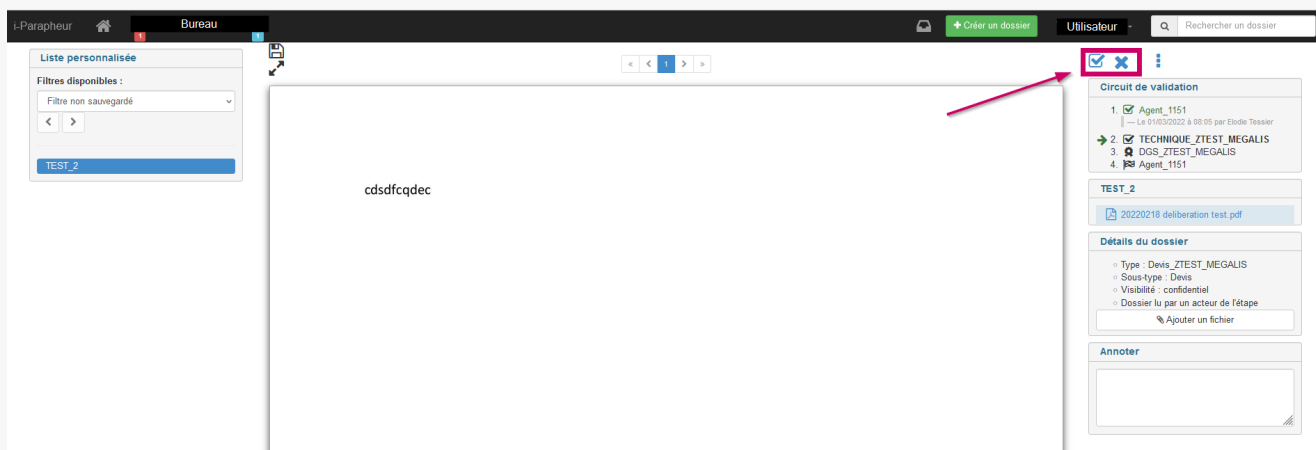 i-Parapheur
Bureau
1
1
+ Créer un dossier
Utilisateur
Rechercher un dossier
Liste personnalisée
Filtres disponibles :
Filtre non sauvegardé
TEST_2
« < 1 > »
cdsdfcqdec
Circuit de validation
1. Agent_1151
— Le 01/03/2022 à 08:05 par Elodie Tessier
2. TECHNIQUE_ZTEST_MEGALIS
3. DGS_ZTEST_MEGALIS
4. Agent_1151
TEST_2
20220218 deliberation test.pdf
Détails du dossier
Type : Devis_ZTEST_MEGALIS
Sous-type : Devis
Visibilité : confidentiel
Dossier lu par un acteur de l'étape
Ajouter un fichier
Annoter